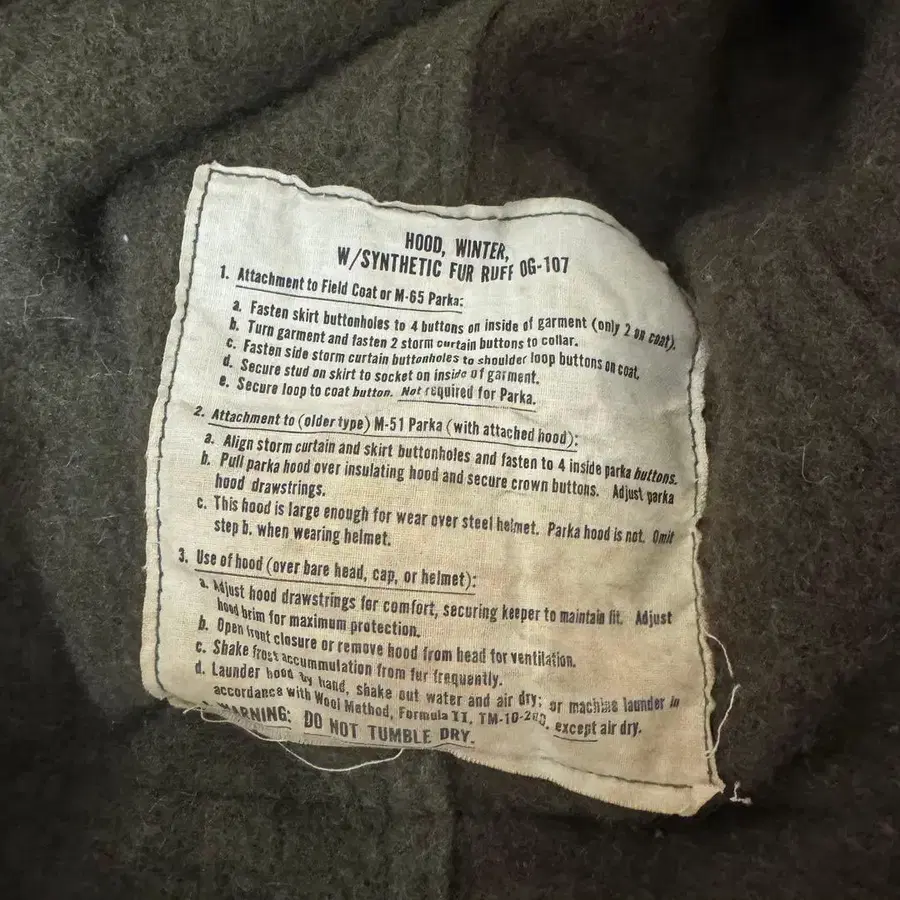 HOOD, WINTER,
W/SYNTHETIC FUR RUFF OG-107
1. Attachment to Field Coat or M-65 Parka:
a. Fasten skirt buttonholes to 4 buttons on inside of garment (only 2 on coat).
b. Turn garment and fasten 2 storm curtain buttons to collar.
c. Fasten side storm curtain buttonholes to shoulder loop buttons on coat.
d. Secure stud on skirt to socket on inside of garment.
e. Secure loop to coat button. Not required for Parka.
2. Attachment to (older type) M-51 Parka (with attached hood):
a. Align storm curtain and skirt buttonholes and fasten to 4 inside parka buttons.
b. Pull parka hood over insulating hood and secure crown buttons. Adjust parka
hood drawstrings.
c. This hood is large enough for wear over steel helmet. Parka hood is not. Omit
step b. when wearing helmet.
3. Use of hood (over bare head, cap, or helmet):
a. Adjust hood drawstrings for comfort, securing keeper to maintain fit. Adjust
hood brim for maximum protection.
b. Open front closure or remove hood from head for ventilation.
c. Shake frost accummulation from fur frequently.
d. Launder hood by hand, shake out water and air dry; or machine launder in
accordance with Wool Method, Formula II, except air dry.
WARNING: DO NOT TUMBLE DRY.